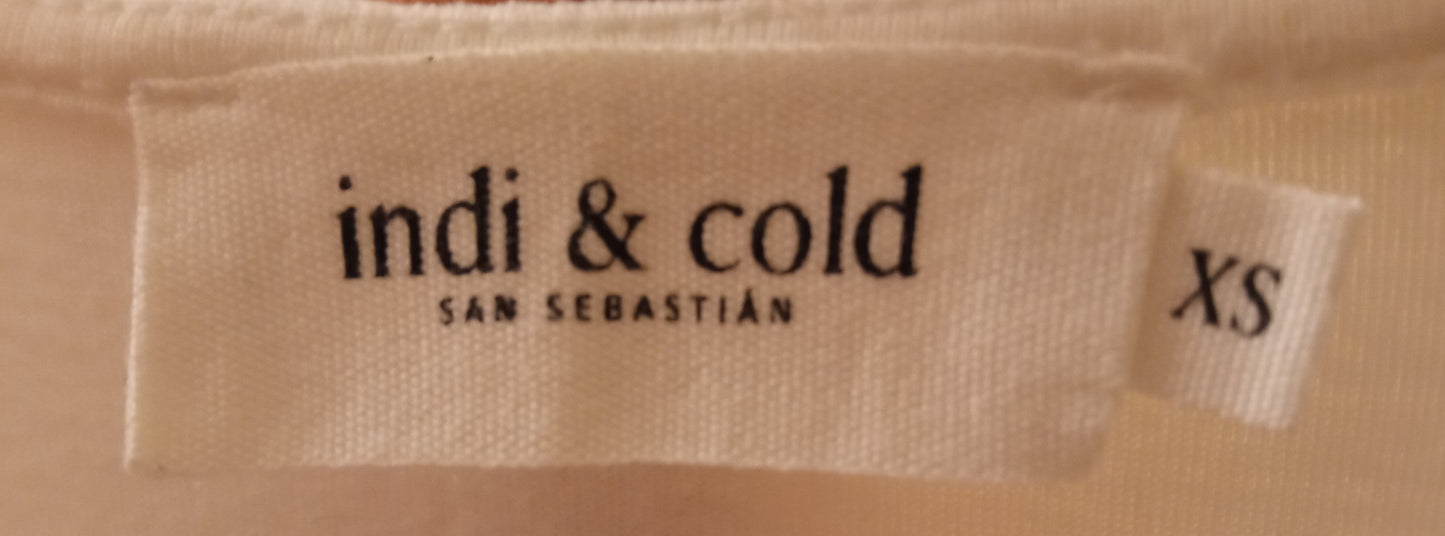 indi & cold
SAN SEBASTIÁN
XS